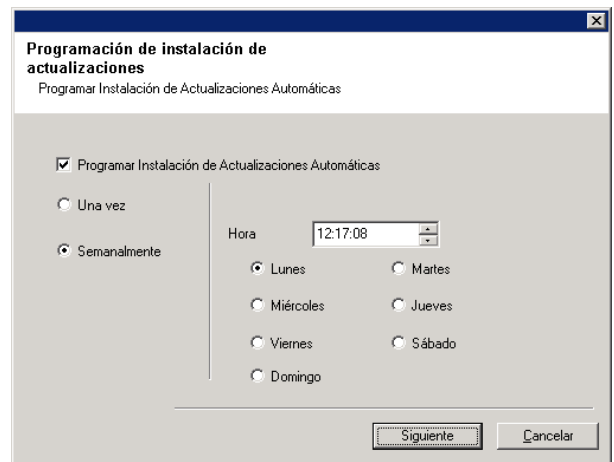 Programación de instalación de
actualizaciones
Programar Instalación de Actualizaciones Automáticas
Programar Instalación de Actualizaciones Automáticas
Una vez
Semanalmente
Hora 12:17:08
Lunes Martes
Miércoles Jueves
Viernes Sábado
Domingo
Siguiente Cancelar